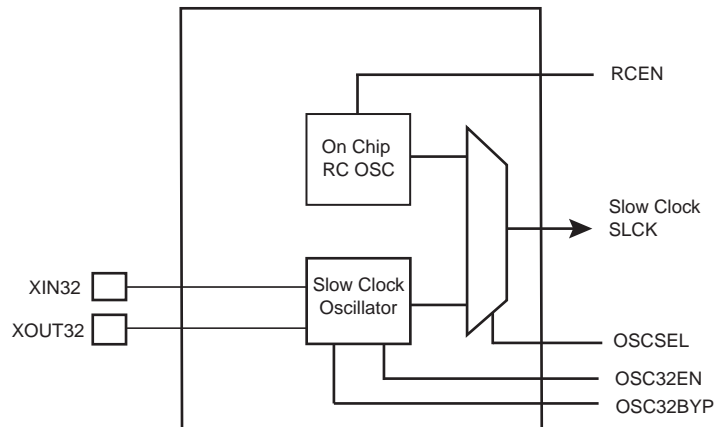 RCEN
On Chip
RC OSC
Slow Clock
SLCK
XIN32
Slow Clock
Oscillator
XOUT32
OSCSEL
OSC32EN
OSC32BYP